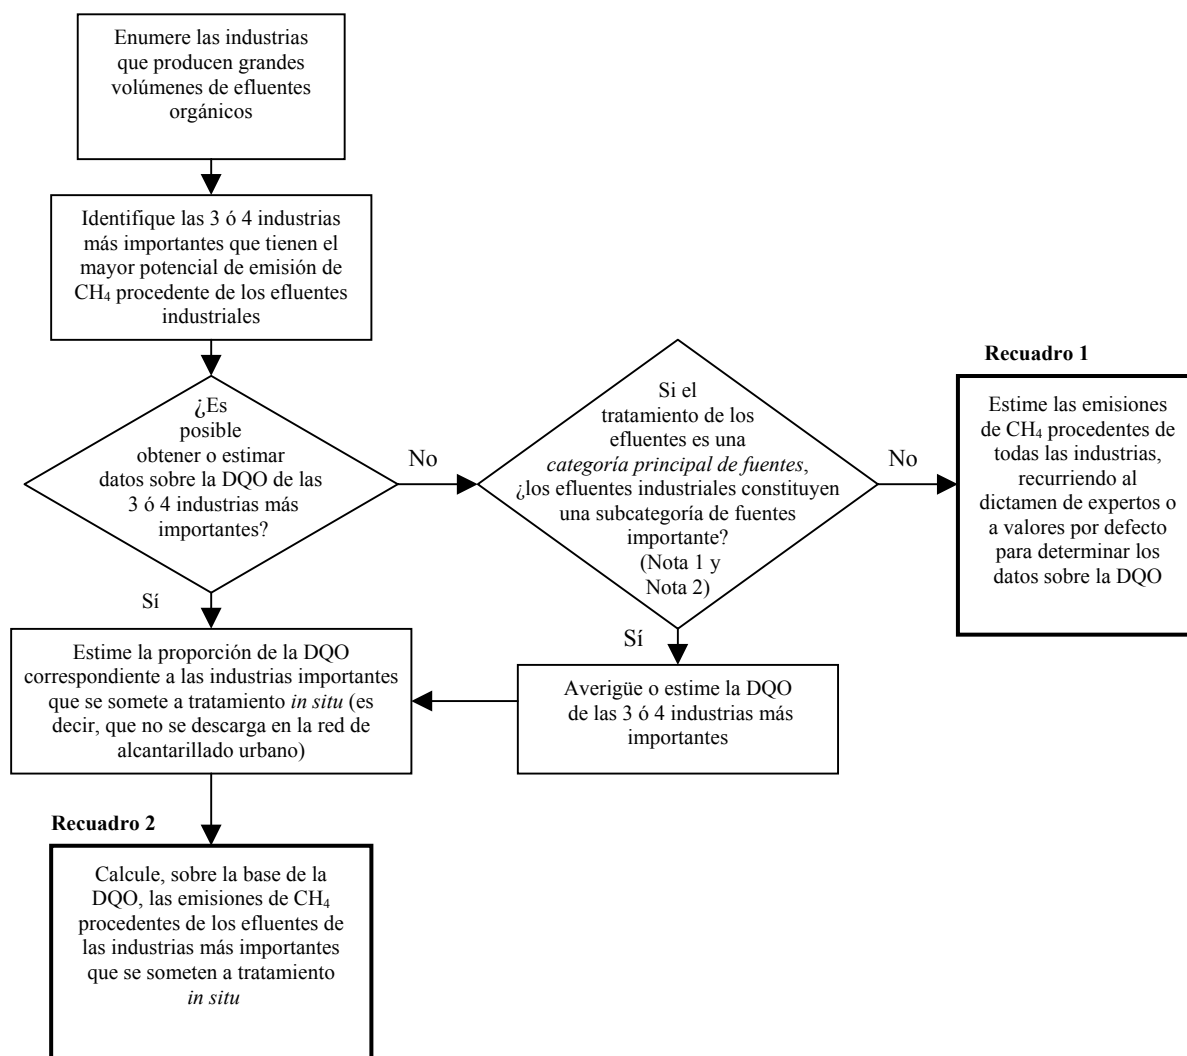 Enumere las industrias
que producen grandes
volúmenes de efluentes
orgánicos
Identifique las 3 ó 4 industrias
más importantes que tienen el
mayor potencial de emisión de
CH₄ procedente de los efluentes
industriales
¿Es
posible
obtener o estimar
datos sobre la DQO de las
3 ó 4 industrias más
importantes?
No
Si el
tratamiento de los
efluentes es una
categoría principal de fuentes,
¿los efluentes industriales constituyen
una subcategoría de fuentes
importante?
(Nota 1 y
Nota 2)
No
Recuadro 1
Estime las emisiones
de CH₄ procedentes de
todas las industrias,
recurriendo al
dictamen de expertos o
a valores por defecto
para determinar los
datos sobre la DQO
Sí
Sí
Estime la proporción de la DQO
correspondiente a las industrias importantes
que se somete a tratamiento in situ (es
decir, que no se descarga en la red de
alcantarillado urbano)
Averigüe o estime la DQO
de las 3 ó 4 industrias más
importantes
Recuadro 2
Calcule, sobre la base de la
DQO, las emisiones de CH₄
procedentes de los efluentes de
las industrias más importantes
que se someten a tratamiento
in situ